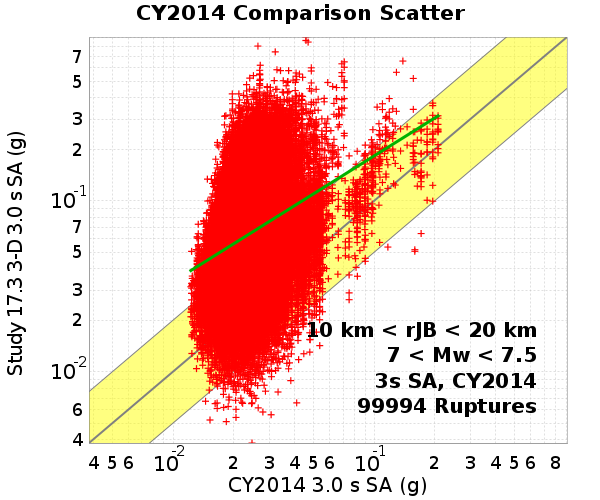 CY2014 Comparison Scatter
Study 17.3 3-D 3.0 s SA (g)
7
5
3
2
10^-1
7
5
3
2
10^-2
6
4
10 km < rJB < 20 km
7 < Mw < 7.5
3s SA, CY2014
99994 Ruptures
4 5 6 10^-2 2 3 4 5 6 10^-1 2 3 4 5 6 8
CY2014 3.0 s SA (g)